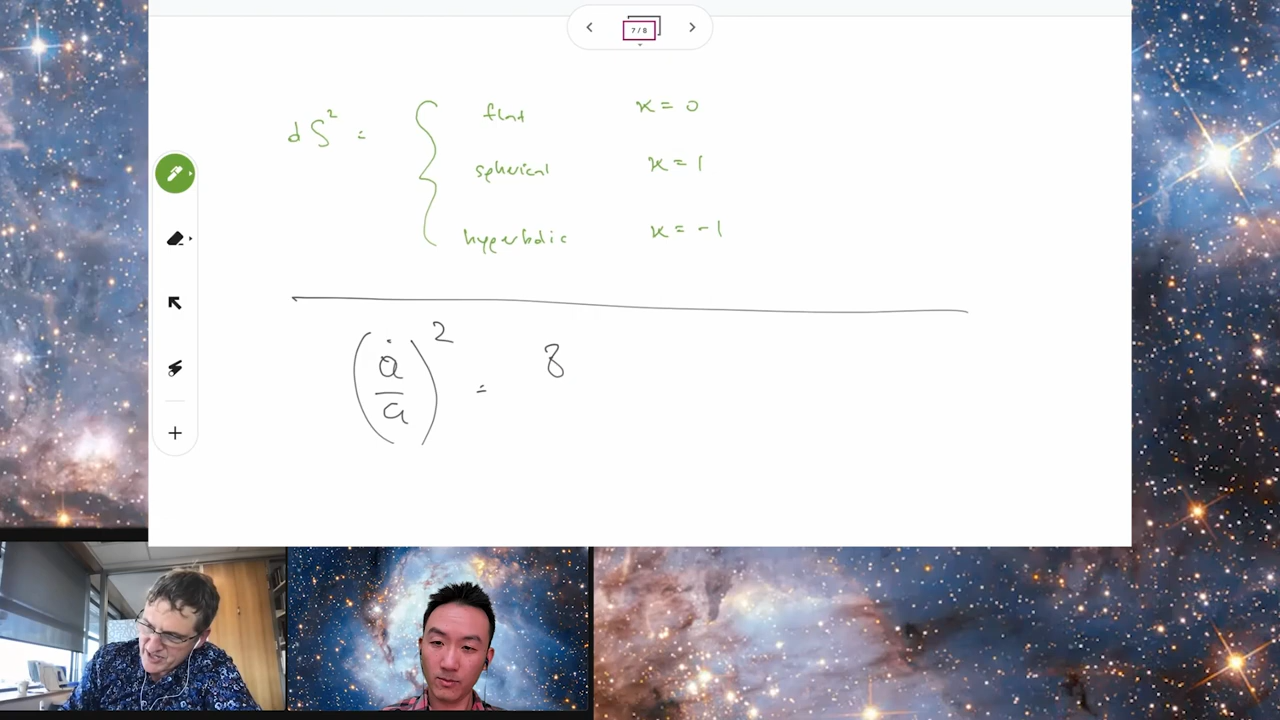 7 / 8
dS² = { flat ϰ = 0
spherical ϰ = 1
hyperbolic ϰ = -1
(ȧ/a)² = 8